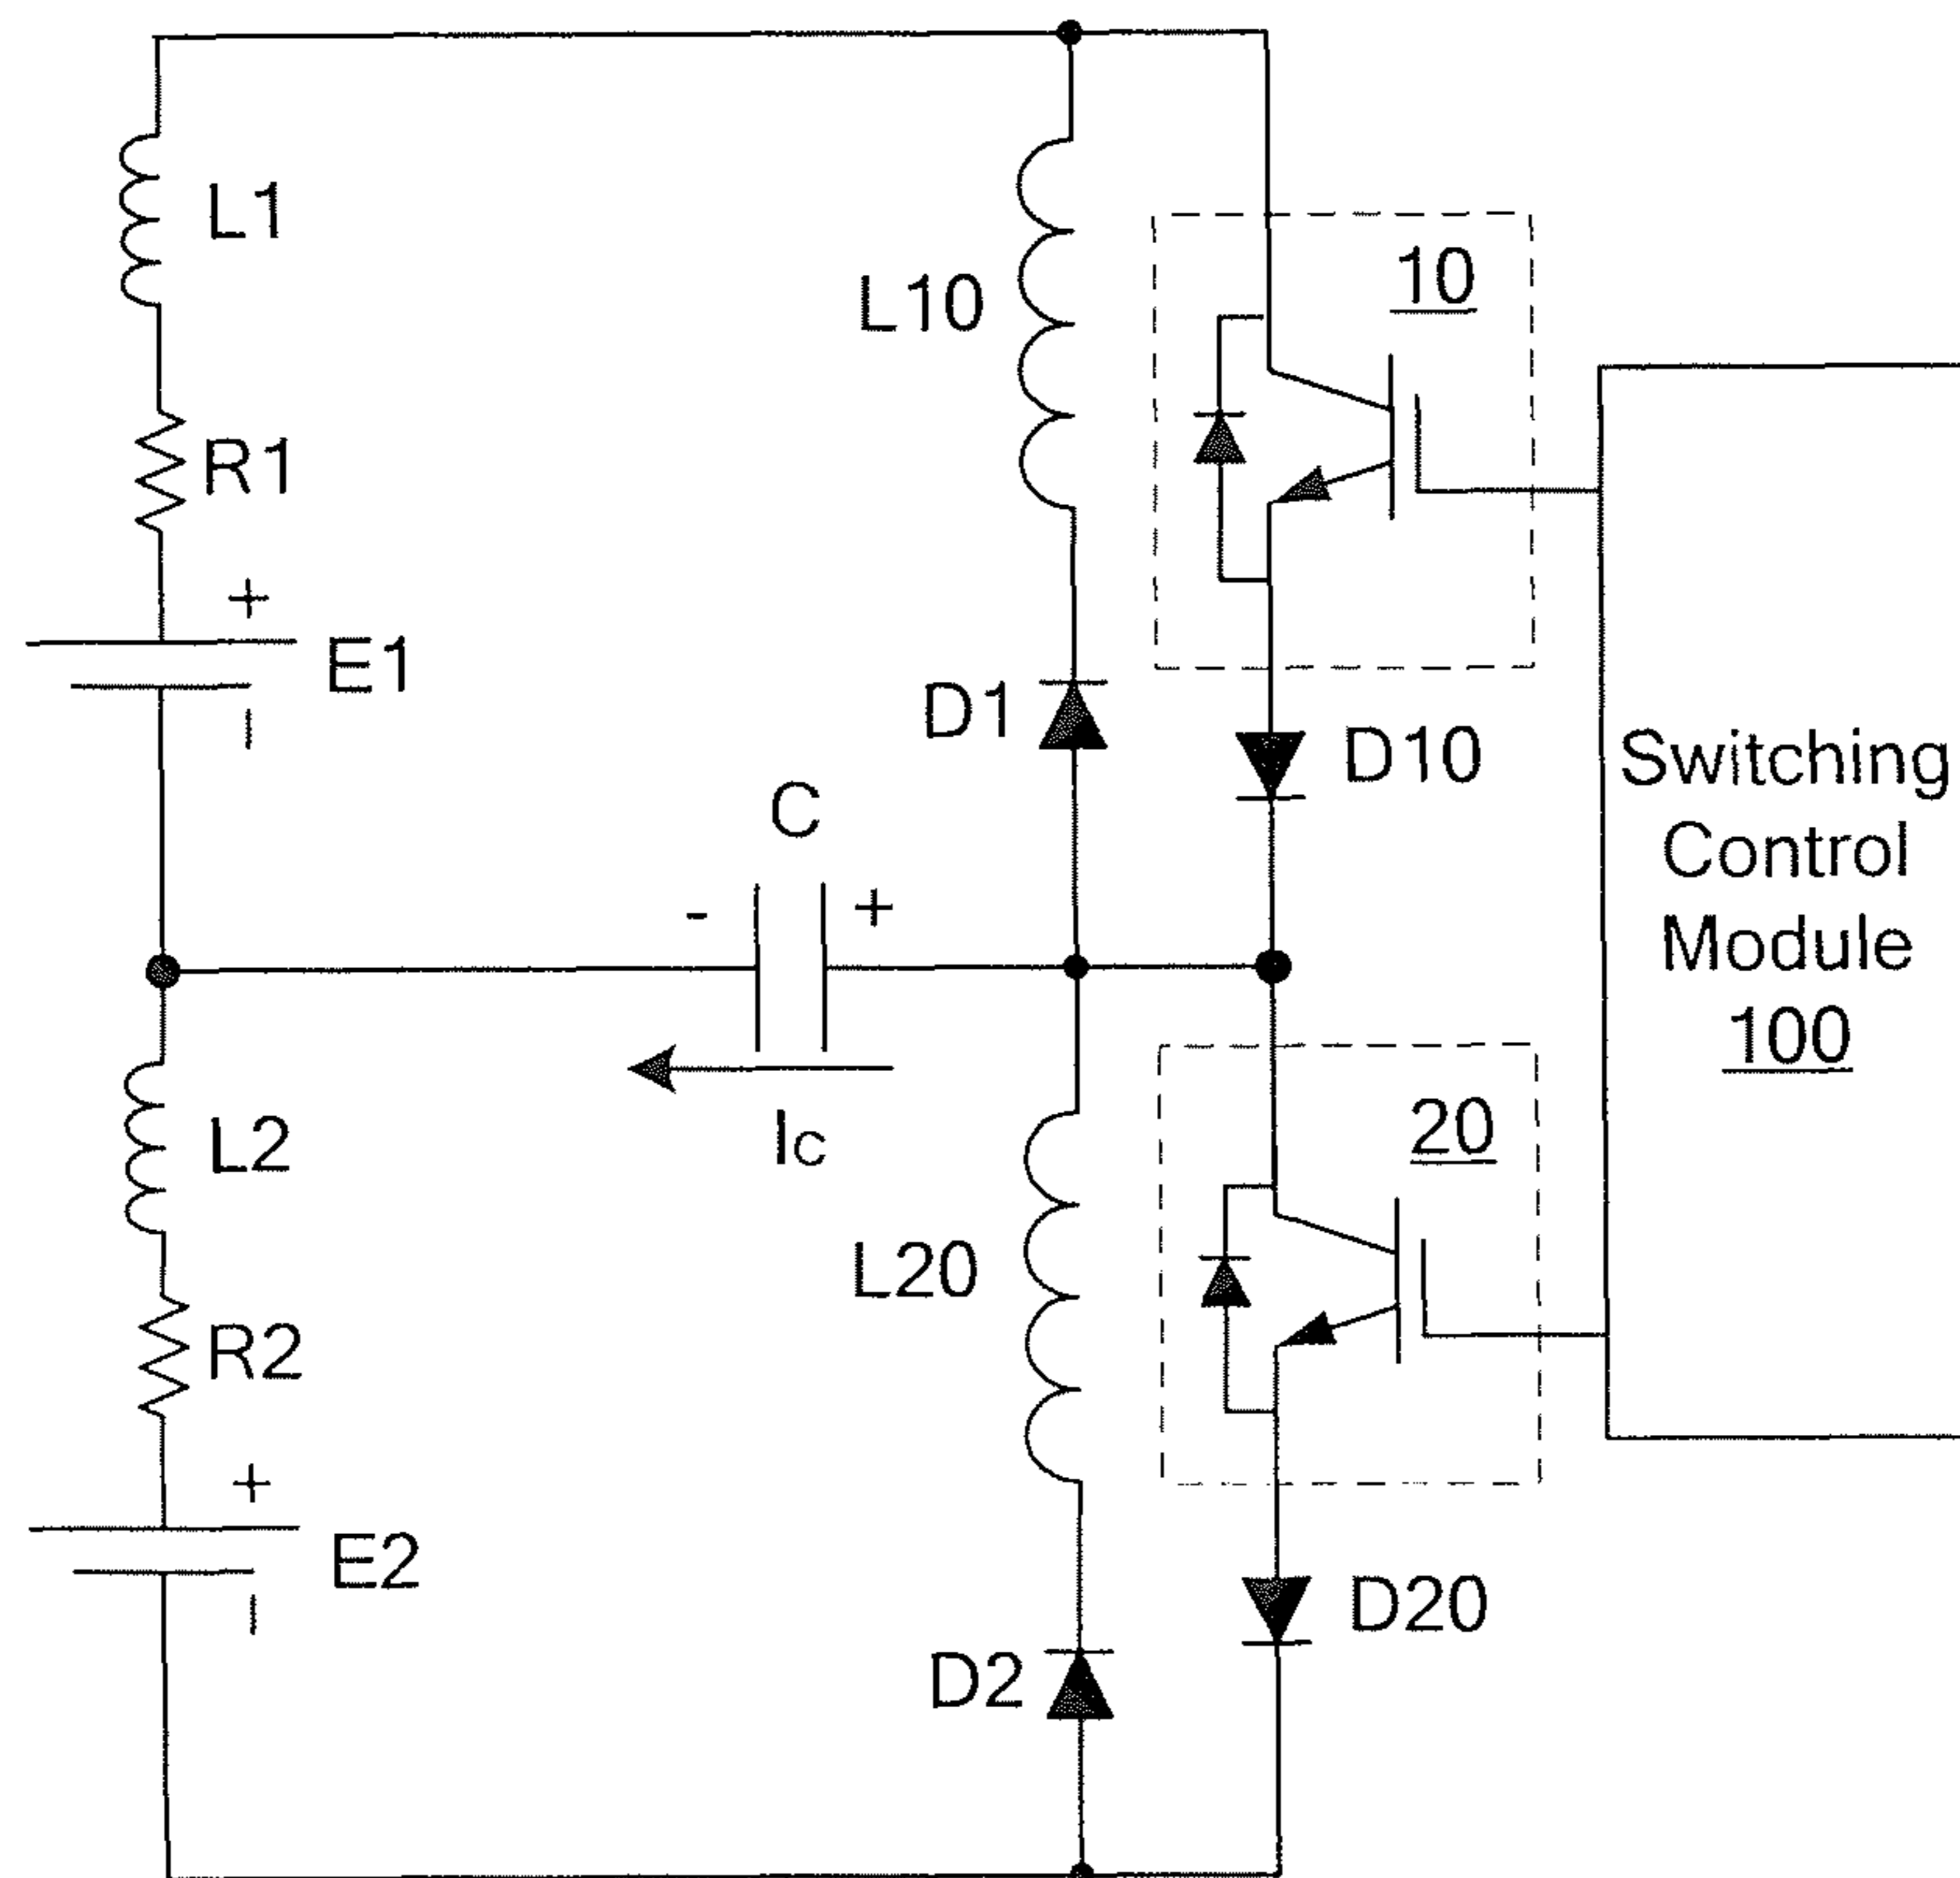 L1
L10
10
R1
+
E1
–
D1
D10
Switching
Control
Module
100
C
-
+
Ic
L2
20
L20
R2
+
E2
–
D20
D2